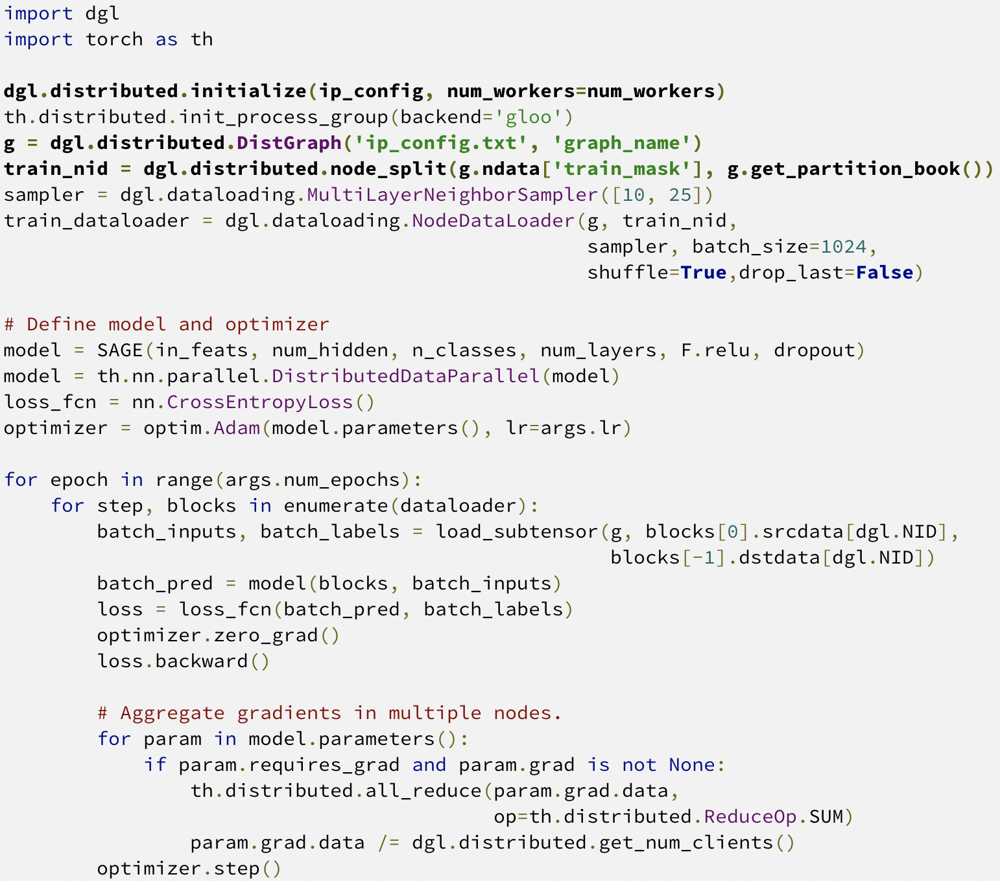 import dgl
import torch as th

dgl.distributed.initialize(ip_config, num_workers=num_workers)
th.distributed.init_process_group(backend='gloo')
g = dgl.distributed.DistGraph('ip_config.txt', 'graph_name')
train_nid = dgl.distributed.node_split(g.ndata['train_mask'], g.get_partition_book())
sampler = dgl.dataloading.MultiLayerNeighborSampler([10, 25])
train_dataloader = dgl.dataloading.NodeDataLoader(g, train_nid,
                                                  sampler, batch_size=1024,
                                                  shuffle=True,drop_last=False)

# Define model and optimizer
model = SAGE(in_feats, num_hidden, n_classes, num_layers, F.relu, dropout)
model = th.nn.parallel.DistributedDataParallel(model)
loss_fcn = nn.CrossEntropyLoss()
optimizer = optim.Adam(model.parameters(), lr=args.lr)

for epoch in range(args.num_epochs):
    for step, blocks in enumerate(dataloader):
        batch_inputs, batch_labels = load_subtensor(g, blocks[0].srcdata[dgl.NID],
                                                    blocks[-1].dstdata[dgl.NID])
        batch_pred = model(blocks, batch_inputs)
        loss = loss_fcn(batch_pred, batch_labels)
        optimizer.zero_grad()
        loss.backward()

        # Aggregate gradients in multiple nodes.
        for param in model.parameters():
            if param.requires_grad and param.grad is not None:
                th.distributed.all_reduce(param.grad.data,
                                          op=th.distributed.ReduceOp.SUM)
                param.grad.data /= dgl.distributed.get_num_clients()
        optimizer.step()